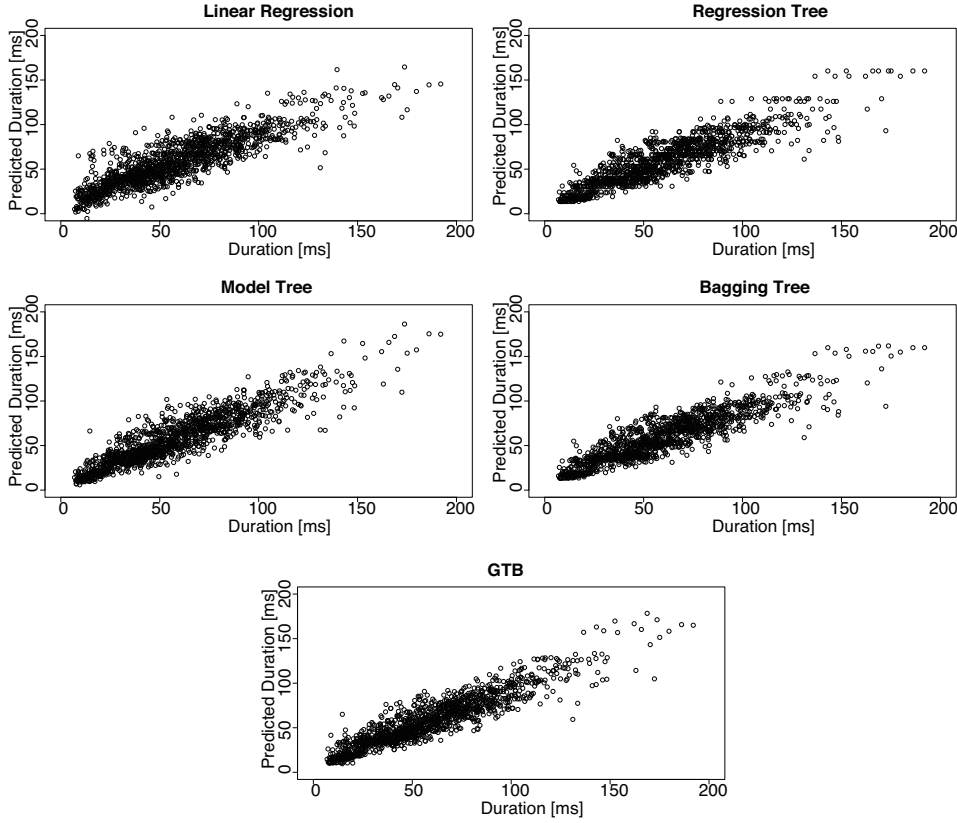 Linear Regression
Predicted Duration [ms]
200
150
100
50
0
0 50 100 150 200
Duration [ms]
Regression Tree
Predicted Duration [ms]
200
150
100
50
0
0 50 100 150 200
Duration [ms]
Model Tree
Predicted Duration [ms]
200
150
100
50
0
0 50 100 150 200
Duration [ms]
Bagging Tree
Predicted Duration [ms]
200
150
100
50
0
0 50 100 150 200
Duration [ms]
GTB
Predicted Duration [ms]
200
150
100
50
0
0 50 100 150 200
Duration [ms]